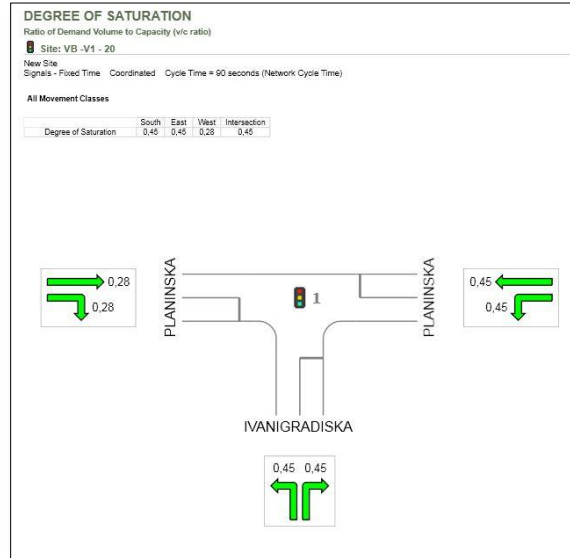 DEGREE OF SATURATION
Ratio of Demand Volume to Capacity (v/c ratio)
Site: VB -V1 - 20
New Site
Signals - Fixed Time Coordinated Cycle Time = 90 seconds (Network Cycle Time)
All Movement Classes
South East West Intersection
Degree of Saturation 0,45 0,45 0,28 0,45
0,28
0,28
PLANINSKA
1
PLANINSKA
0,45
0,45
IVANIGRADISKA
0,45 0,45